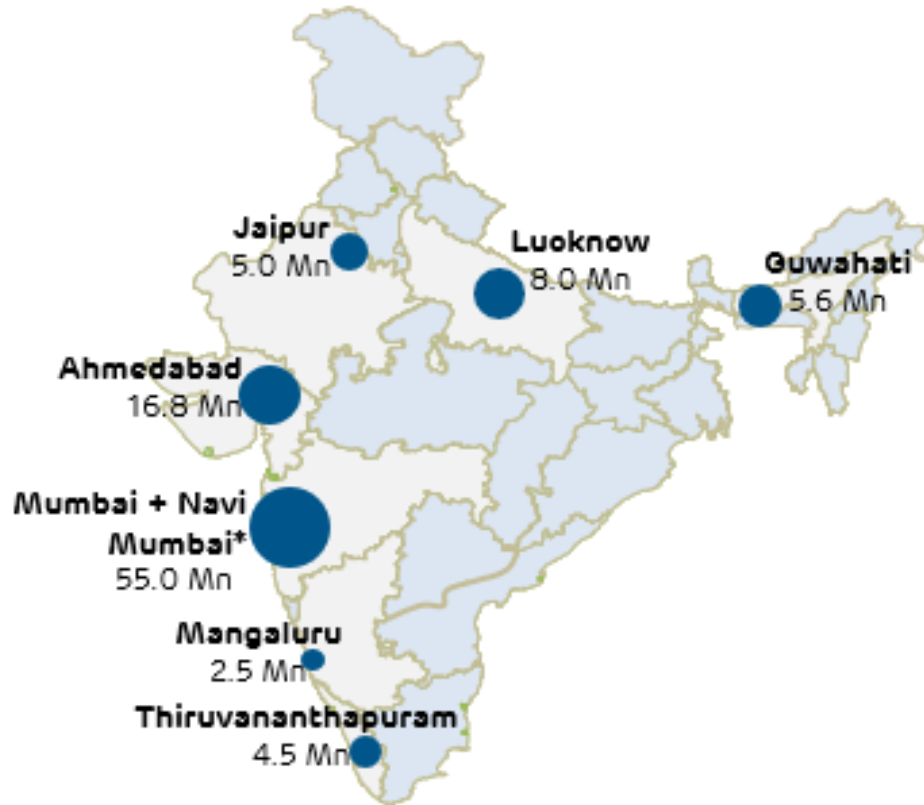 Jaipur
5.0 Mn
Luoknow
8.0 Mn
Guwahati
5.6 Mn
Ahmedabad
16.8 Mn
Mumbai + Navi
Mumbai*
55.0 Mn
Mangaluru
2.5 Mn
Thiruvananthapuram
4.5 Mn